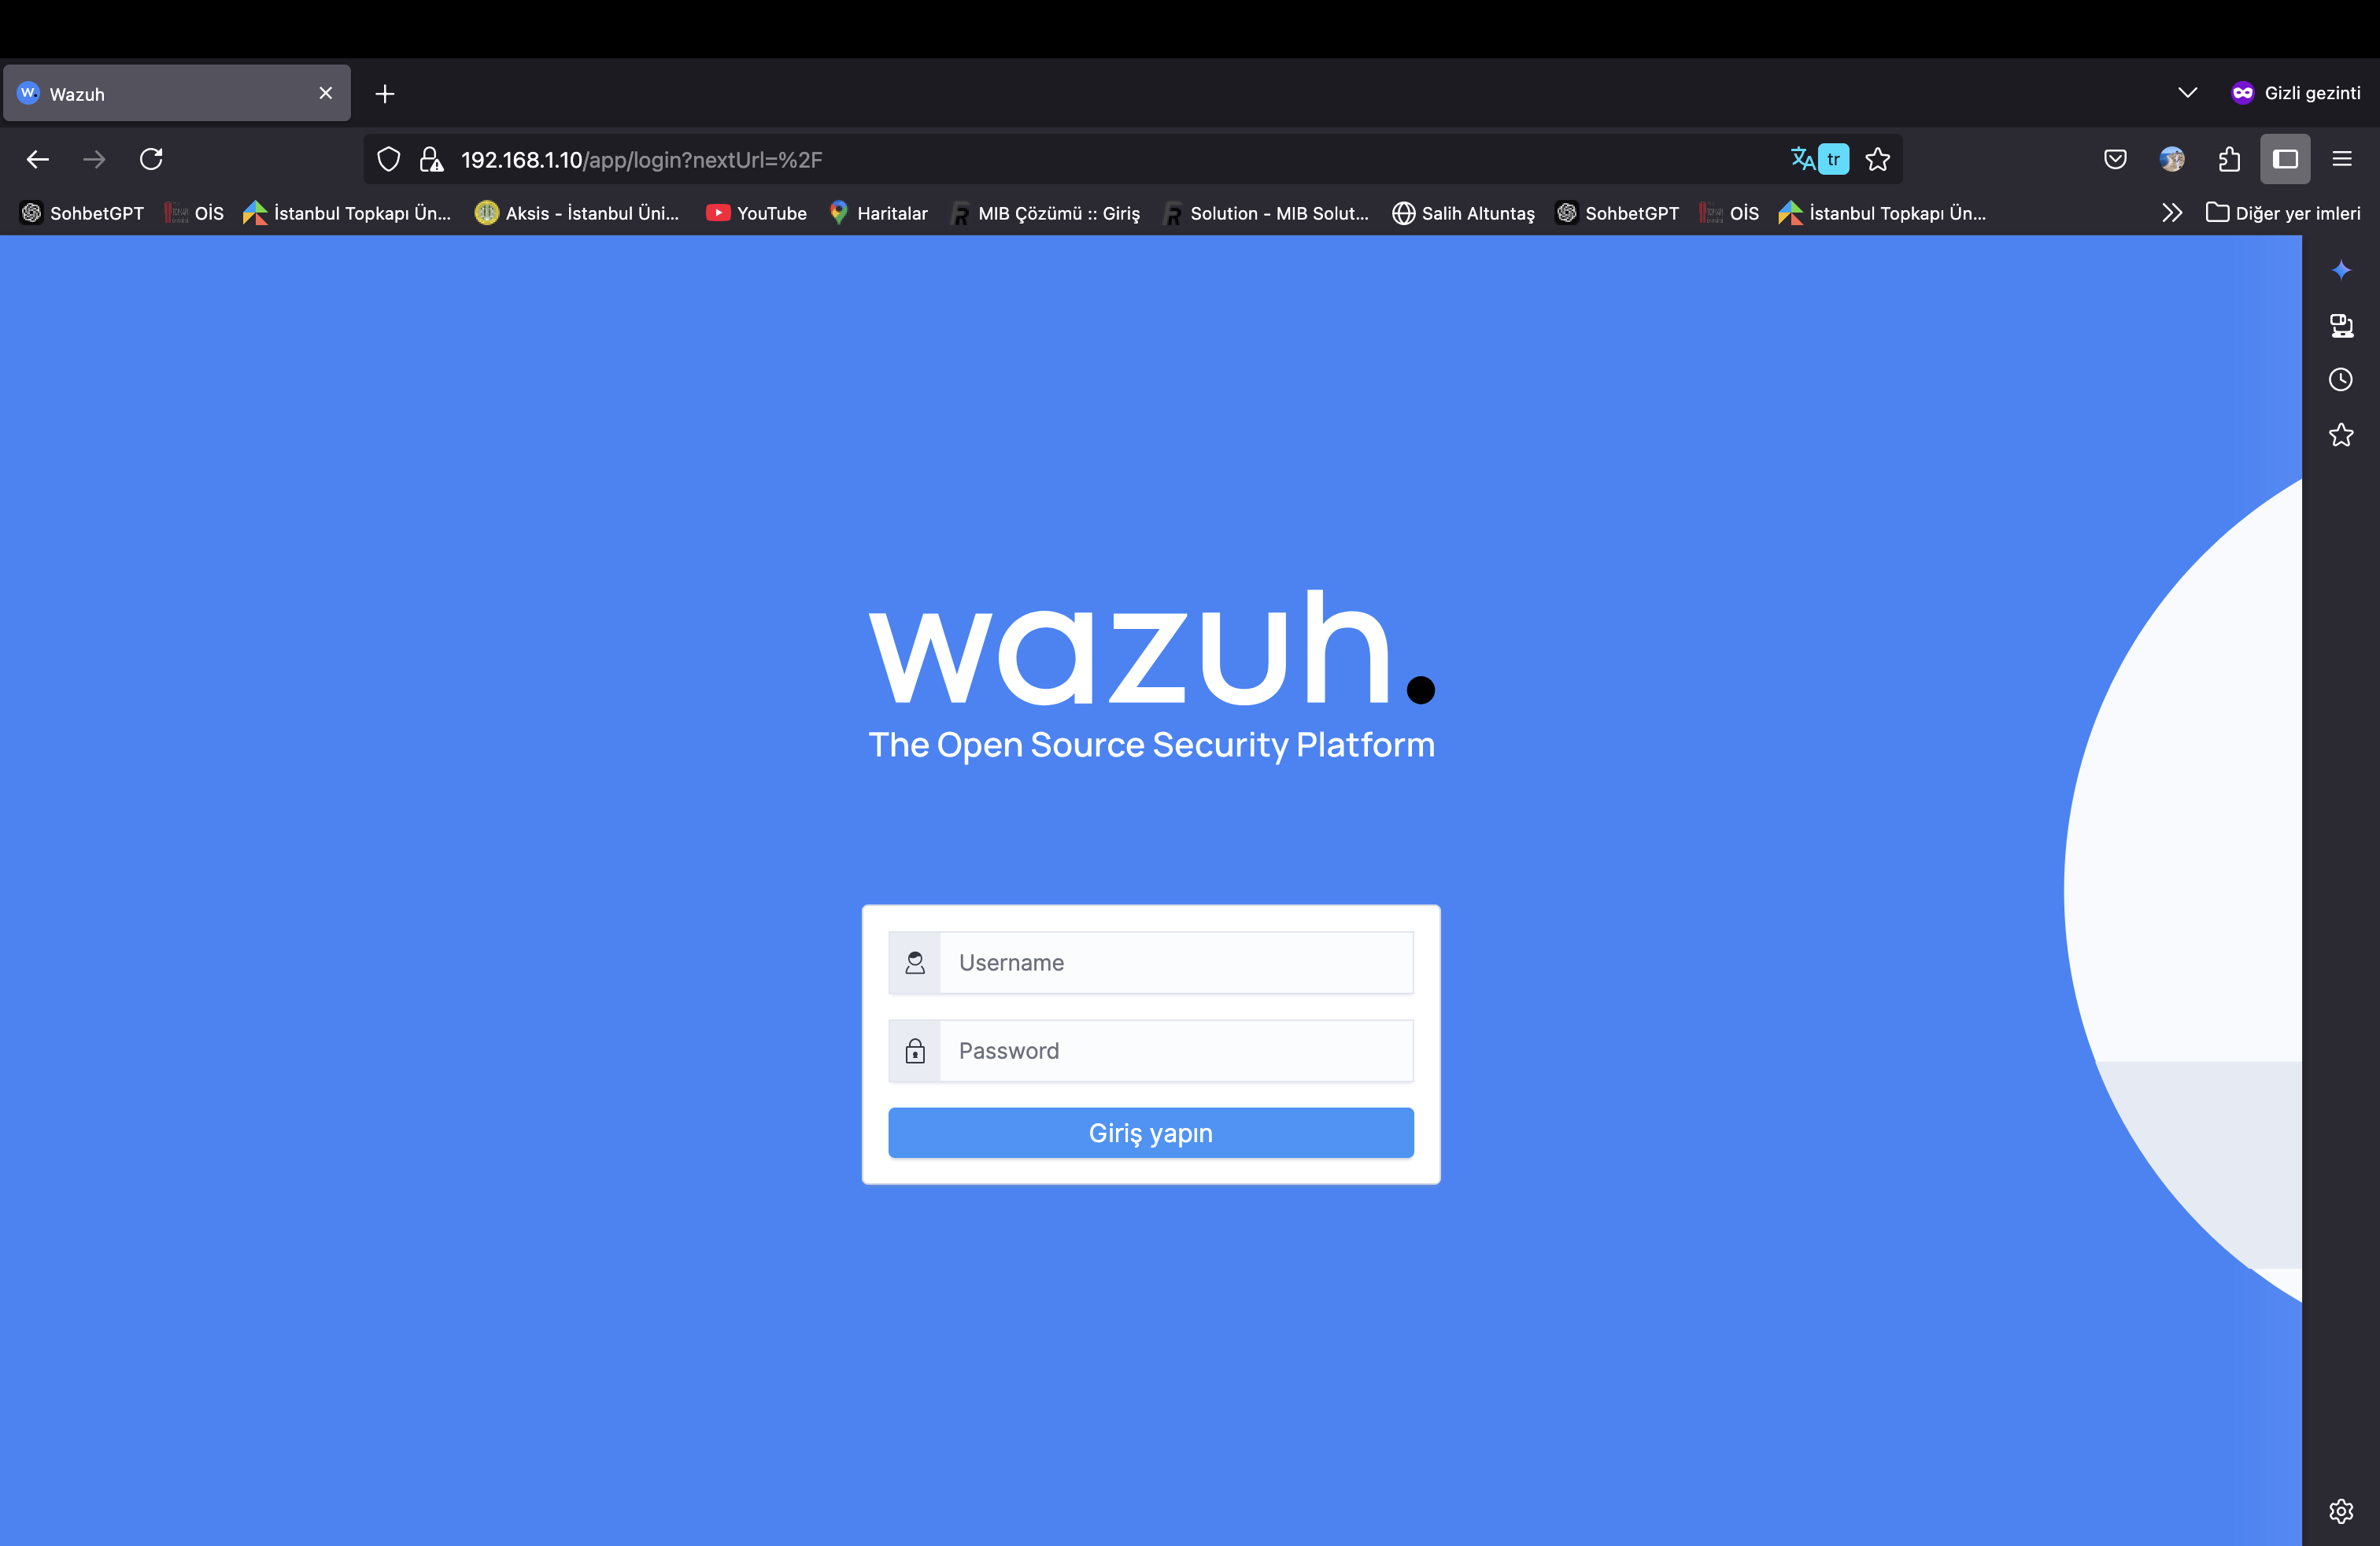 W. Wazuh
Gizli gezinti
192.168.1.10/app/login?nextUrl=%2F
tr
SohbetGPT OİS İstanbul Topkapı Ün... Aksis - İstanbul Üni... YouTube Haritalar MIB Çözümü :: Giriş Solution - MIB Solut... Salih Altuntaş SohbetGPT OİS İstanbul Topkapı Ün... Diğer yer imleri
wazuh.
The Open Source Security Platform
Username
Password
Giriş yapın